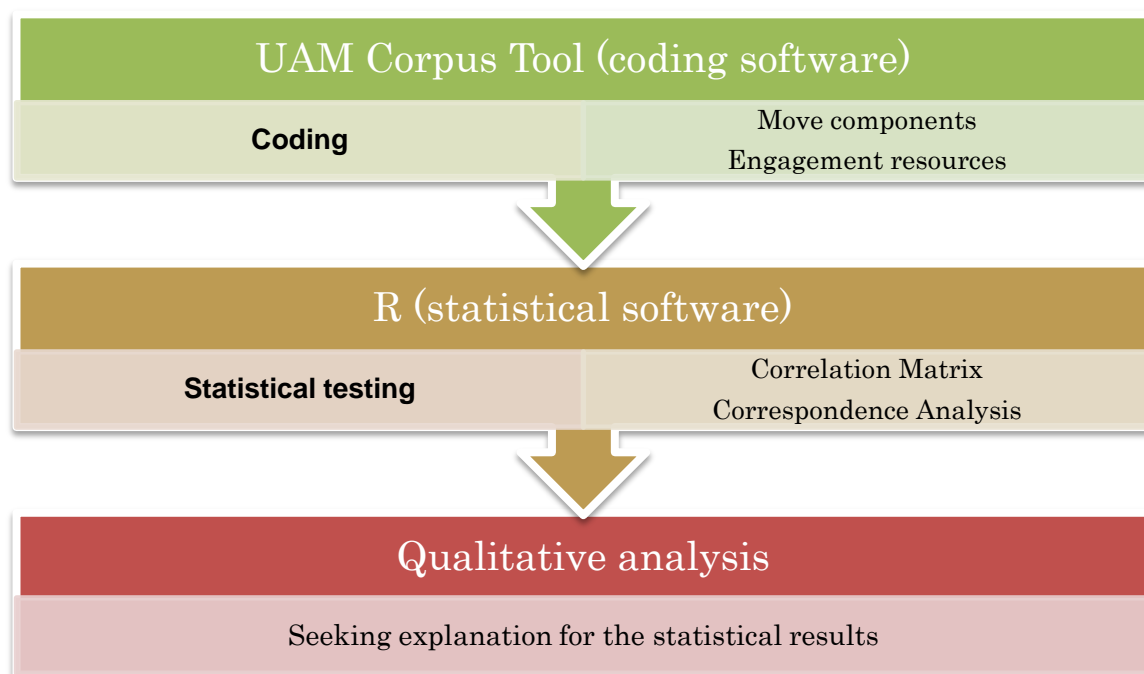 UAM Corpus Tool (coding software)
Coding
Move components
Engagement resources
R (statistical software)
Statistical testing
Correlation Matrix
Correspondence Analysis
Qualitative analysis
Seeking explanation for the statistical results